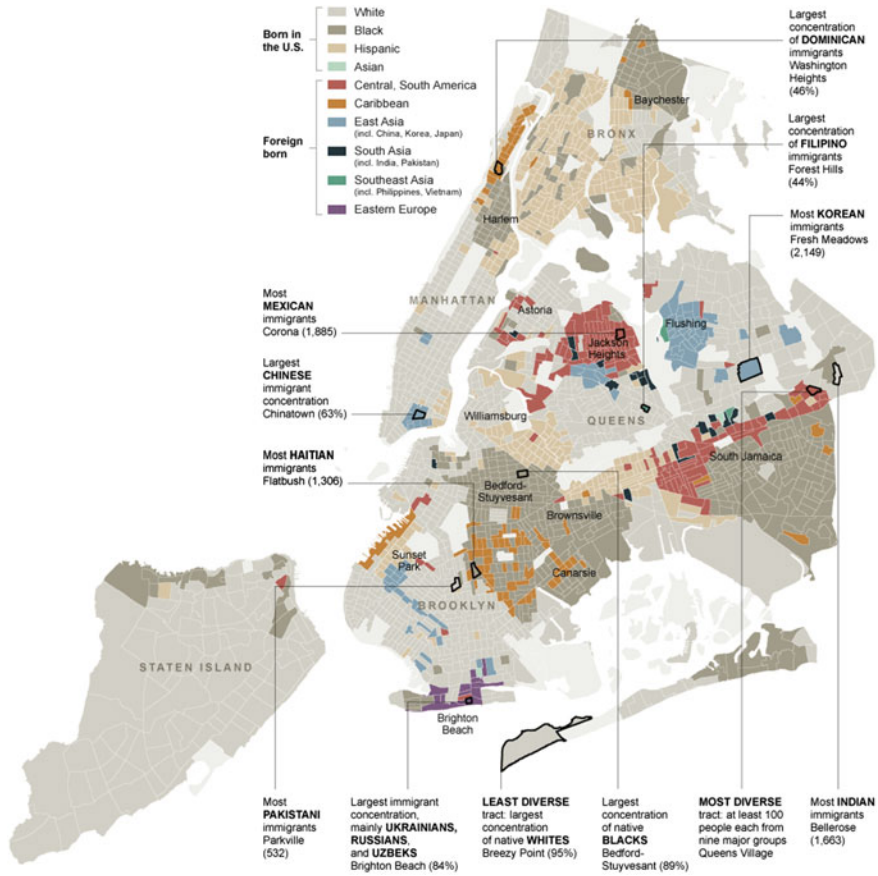 Born in
the U.S.
White
Black
Hispanic
Asian
Foreign
born
Central, South America
Caribbean
East Asia
(incl. China, Korea, Japan)
South Asia
(incl. India, Pakistan)
Southeast Asia
(incl. Philippines, Vietnam)
Eastern Europe
Largest
concentration
of DOMINICAN
immigrants
Washington
Heights
(46%)
Largest
concentration
of FILIPINO
immigrants
Forest Hills
(44%)
Most KOREAN
immigrants
Fresh Meadows
(2,149)
Baychester
BRONX
Harlem
MANHATTAN
Most
MEXICAN
immigrants
Corona (1,885)
Astoria
Flushing
Jackson
Heights
Largest
CHINESE
immigrant
concentration
Chinatown (63%)
Williamsburg
QUEENS
Most HAITIAN
immigrants
Flatbush (1,306)
South Jamaica
Bedford-
Stuyvesant
Brownsville
Sunset
Park
Canarsie
BROOKLYN
STATEN ISLAND
Brighton
Beach
Most
PAKISTANI
immigrants
Parkville
(532)
Largest immigrant
concentration,
mainly UKRAINIANS,
RUSSIANS,
and UZBEKS
Brighton Beach (84%)
LEAST DIVERSE
tract: largest
concentration
of native WHITES
Breezy Point (95%)
Largest
concentration
of native
BLACKS
Bedford-
Stuyvesant (89%)
MOST DIVERSE
tract: at least 100
people each from
nine major groups
Queens Village
Most INDIAN
immigrants
Bellerose
(1,663)